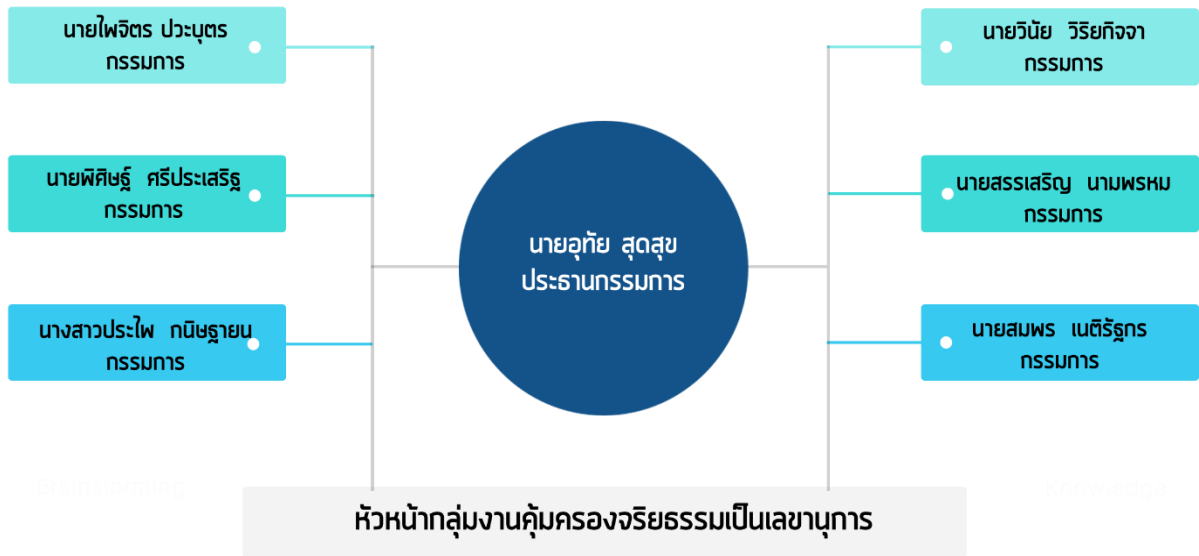 นายไพจิตร ปวะบุตร
กรรมการ
นายวินัย วิริยกิจจา
กรรมการ
นายพิศิษฐ์ ศรีประเสริฐ
กรรมการ
นายสรรเสริญ นามพรหม
กรรมการ
นายอุทัย สุดสุข
ประธานกรรมการ
นางสาวประไพ กนิษฐายน
กรรมการ
นายสมพร เนติรัฐกร
กรรมการ
หัวหน้ากลุ่มงานคุ้มครองจริยธรรมเป็นเลขานุการ